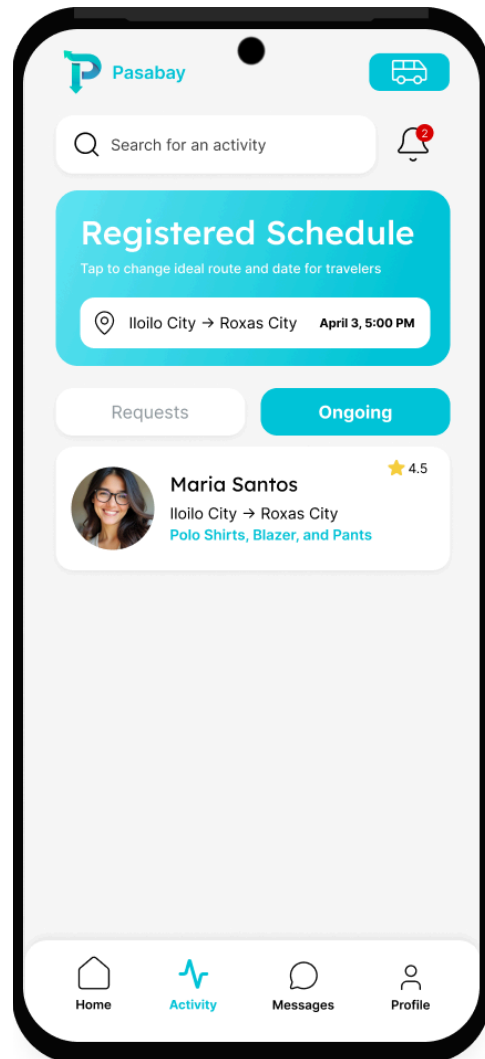 Pasabay
Search for an activity
2
Registered Schedule
Tap to change ideal route and date for travelers
Iloilo City → Roxas City April 3, 5:00 PM
Requests
Ongoing
4.5
Maria Santos
Iloilo City → Roxas City
Polo Shirts, Blazer, and Pants
Home
Activity
Messages
Profile